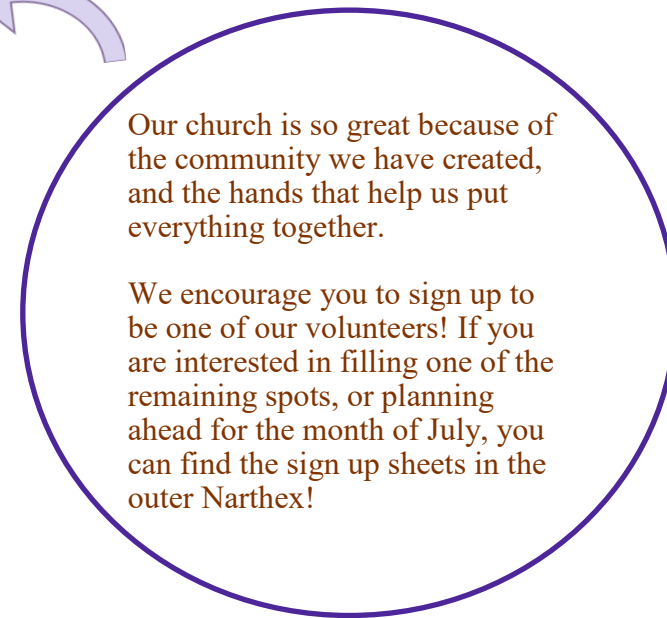 Our church is so great because of
the community we have created,
and the hands that help us put
everything together.
We encourage you to sign up to
be one of our volunteers! If you
are interested in filling one of the
remaining spots, or planning
ahead for the month of July, you
can find the sign up sheets in the
outer Narthex!